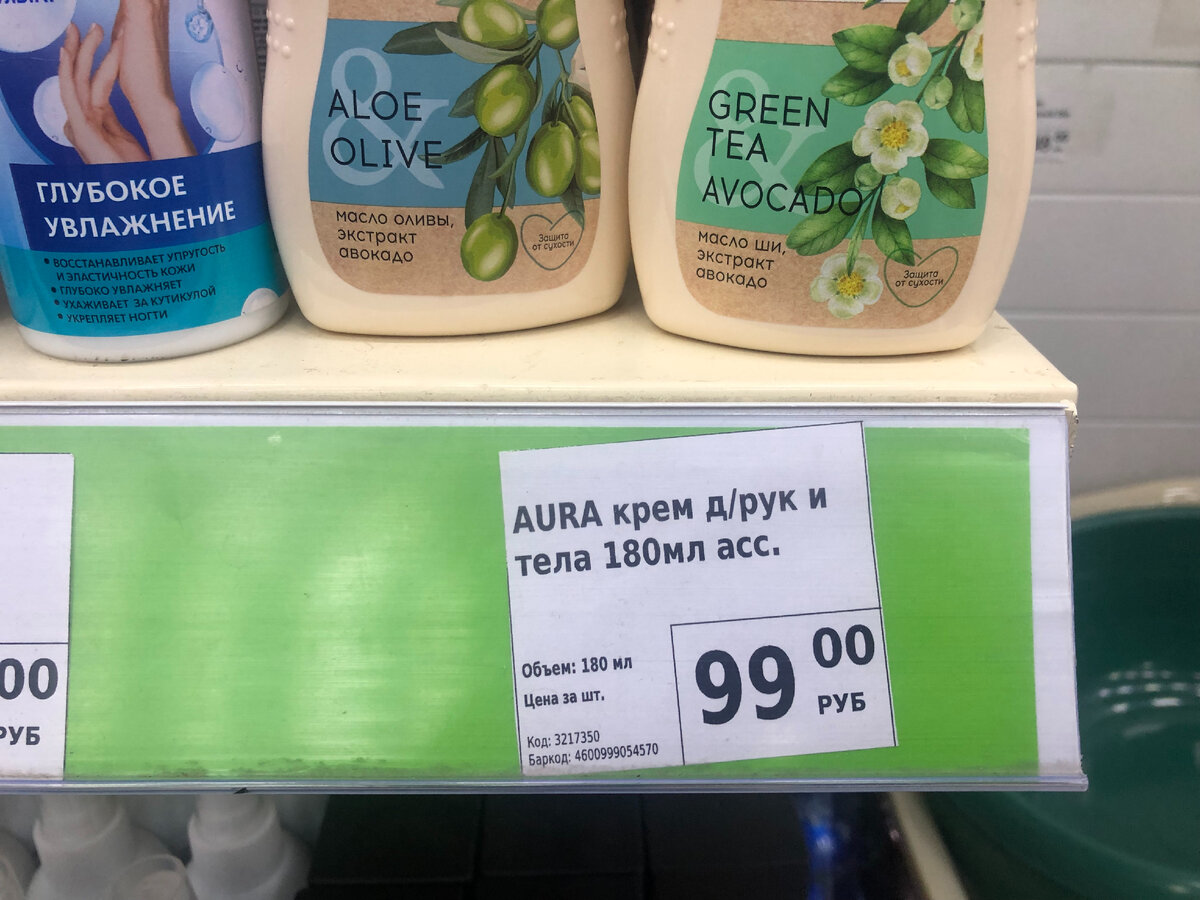 ГЛУБОКОЕ
УВЛАЖНЕНИЕ
• ВОССТАНАВЛИВАЕТ УПРУГОСТЬ
И ЭЛАСТИЧНОСТЬ КОЖИ
• ГЛУБОКО УВЛАЖНЯЕТ
• УХАЖИВАЕТ ЗА КУТИКУЛОЙ
• УКРЕПЛЯЕТ НОГТИ
&
ALOE
OLIVE
масло оливы,
экстракт
авокадо
Защита
от сухости
&
GREEN
TEA
AVOCADO
масло ши,
экстракт
авокадо
Защита
от сухости
00
РУБ
AURA крем д/рук и
тела 180мл асс.
Объем: 180 мл
Цена за шт.
Код: 3217350
Баркод: 4600999054570
99 00
РУБ